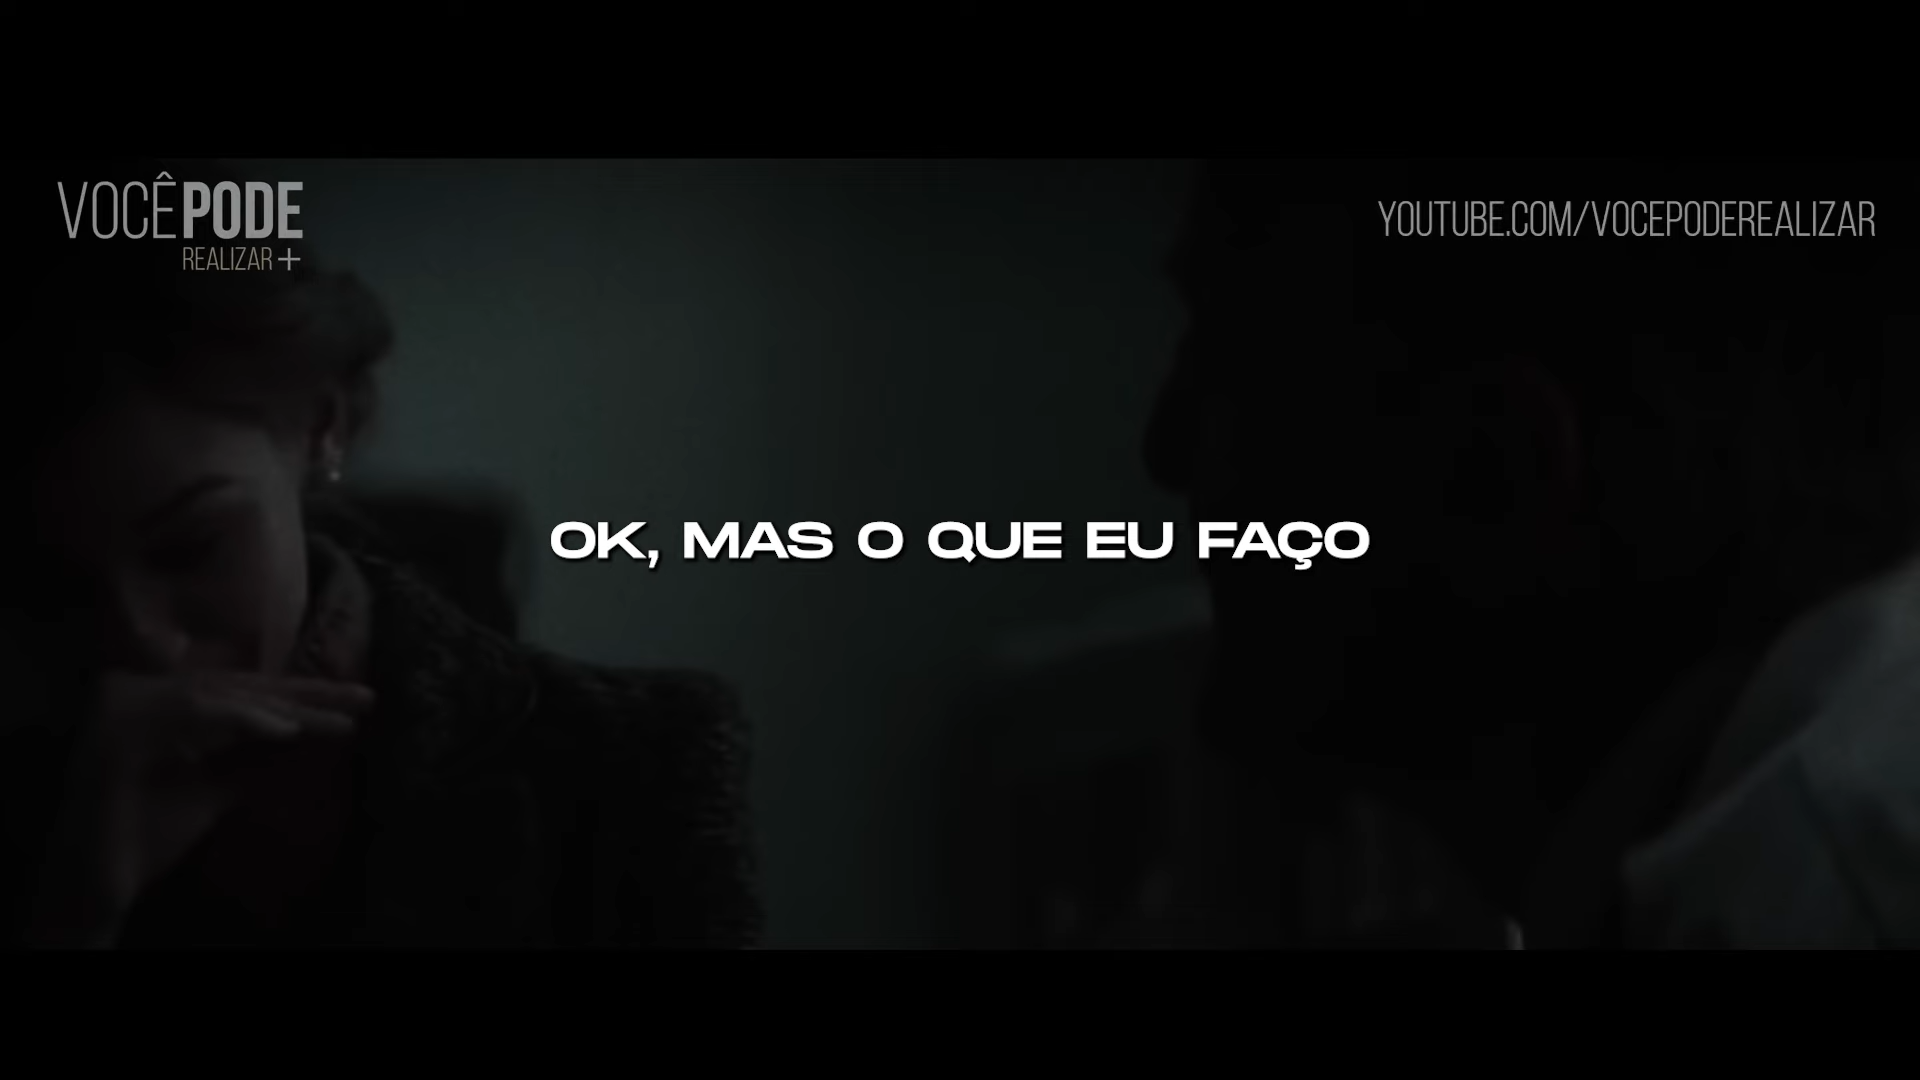 VOCÊPODE
REALIZAR+
YOUTUBE.COM/VOCEPODEREALIZAR
OK, MAS O QUE EU FAÇO